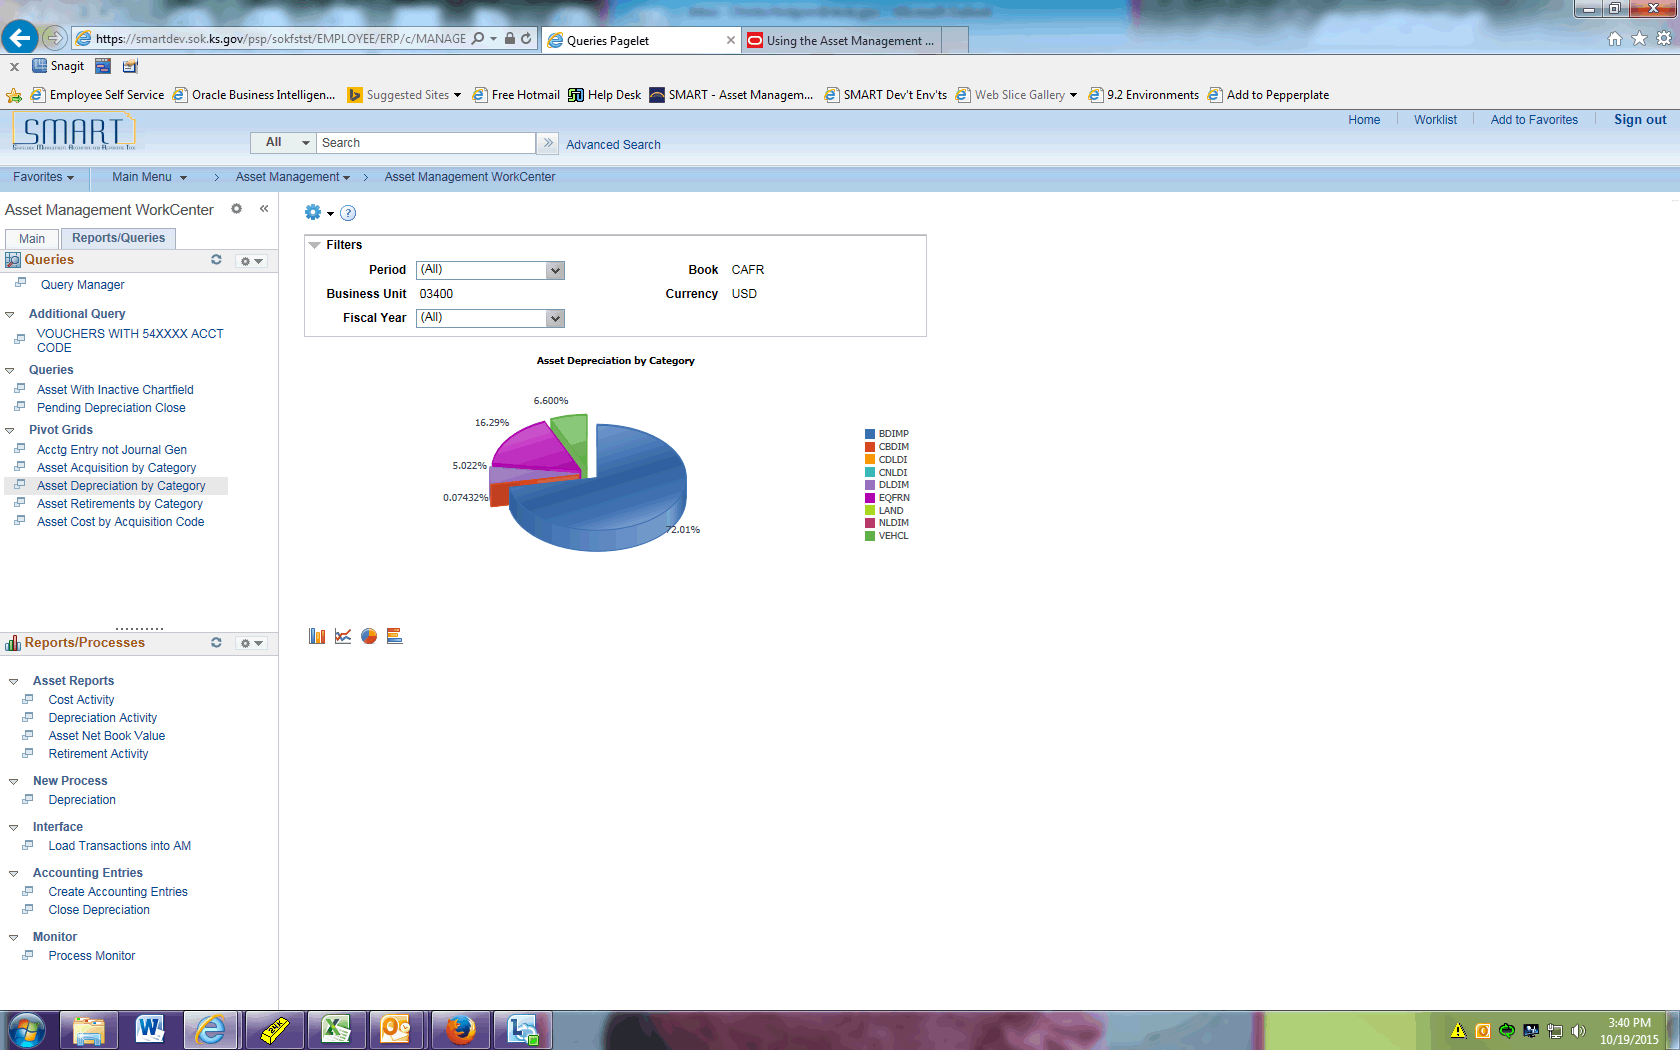 https://smartdev.sok.ks.gov/psp/sokfstst/EMPLOYEE/ERP/c/MANAGE
Queries Pagelet
Using the Asset Management ...
Snagit
Employee Self Service
Oracle Business Intelligen...
Suggested Sites
Free Hotmail
Help Desk
SMART - Asset Managem...
SMART Dev't Env'ts
Web Slice Gallery
9.2 Environments
Add to Pepperplate
SMART
Home
Worklist
Add to Favorites
Sign out
All
Search
Advanced Search
Favorites
Main Menu
Asset Management
Asset Management WorkCenter
Asset Management WorkCenter
Main
Reports/Queries
Queries
Query Manager
Additional Query
VOUCHERS WITH 54XXXX ACCT
CODE
Queries
Asset With Inactive Chartfield
Pending Depreciation Close
Pivot Grids
Acctg Entry not Journal Gen
Asset Acquisition by Category
Asset Depreciation by Category
Asset Retirements by Category
Asset Cost by Acquisition Code
Reports/Processes
Asset Reports
Cost Activity
Depreciation Activity
Asset Net Book Value
Retirement Activity
New Process
Depreciation
Interface
Load Transactions into AM
Accounting Entries
Create Accounting Entries
Close Depreciation
Monitor
Process Monitor
Filters
Period (All)
Book CAFR
Business Unit 03400
Currency USD
Fiscal Year (All)
Asset Depreciation by Category
6.600%
16.29%
5.022%
0.07432%
72.01%
BDIMP
CBDIM
CDLDI
CNLDI
DLDIM
EQFRN
LAND
NLDIM
VEHCL
3:40 PM
10/19/2015